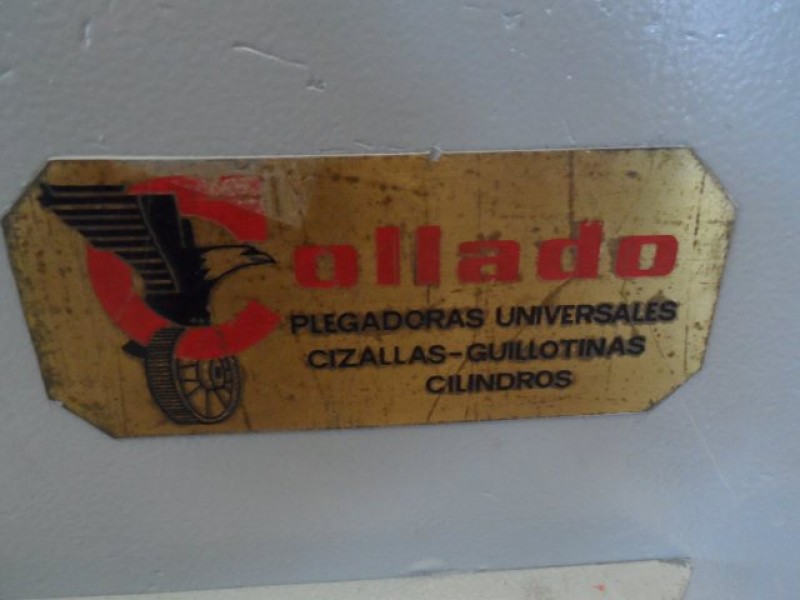 Collado
PLEGADORAS UNIVERSALES
CIZALLAS-GUILLOTINAS
CILINDROS